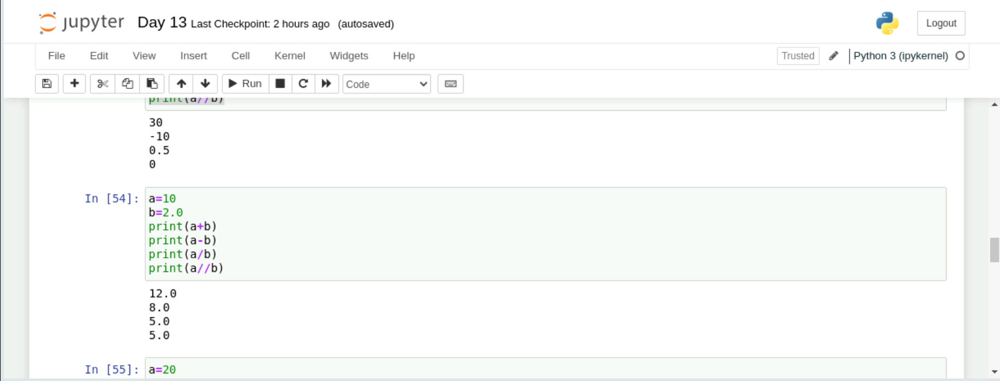 jupyter Day 13 Last Checkpoint: 2 hours ago (autosaved) Logout
File Edit View Insert Cell Kernel Widgets Help Trusted Python 3 (ipykernel)
Run Code
print(a//b)
30
-10
0.5
0
In [54]: a=10
b=2.0
print(a+b)
print(a-b)
print(a/b)
print(a//b)
12.0
8.0
5.0
5.0
In [55]: a=20